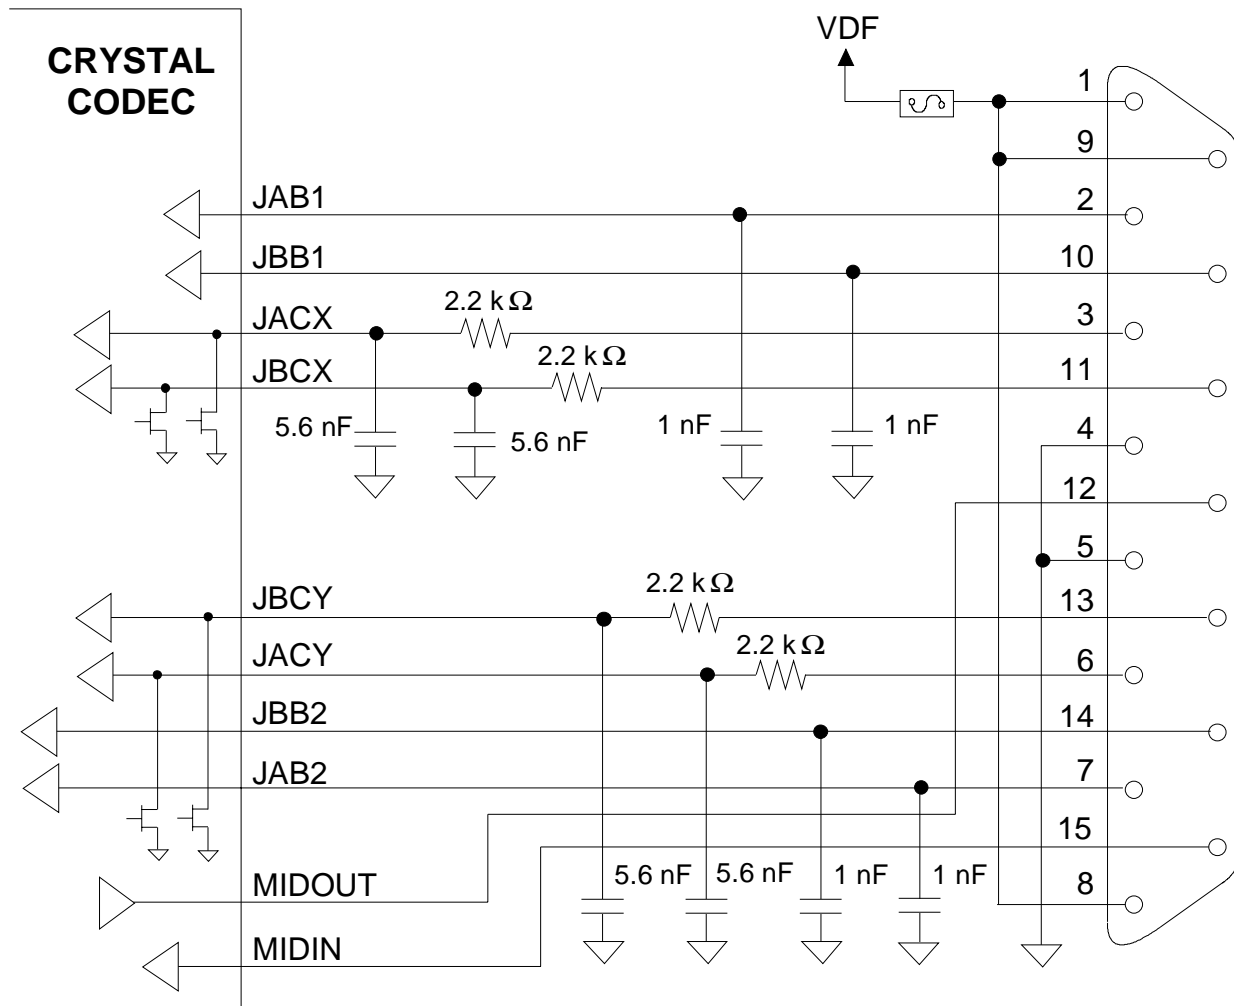 CRYSTAL
CODEC
VDF
1
9
JAB1
2
JBB1
10
JACX
2.2 kΩ
3
JBCX
2.2 kΩ
11
5.6 nF
5.6 nF
1 nF
1 nF
4
12
5
JBCY
2.2 kΩ
13
JACY
2.2 kΩ
6
JBB2
14
JAB2
7
15
MIDOUT
5.6 nF
5.6 nF
1 nF
1 nF
8
MIDIN